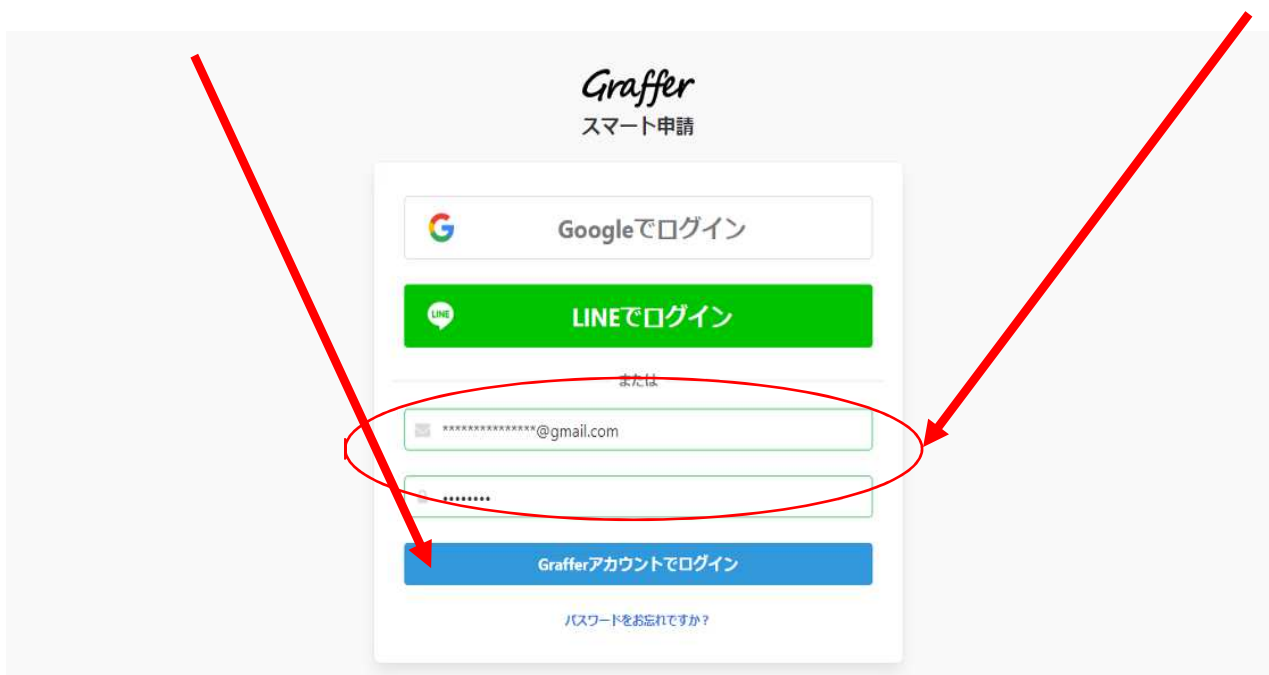 Graffer
スマート申請
Googleでログイン
LINE
LINEでログイン
または
***************@gmail.com
••••••••
Grafferアカウントでログイン
パスワードをお忘れですか？